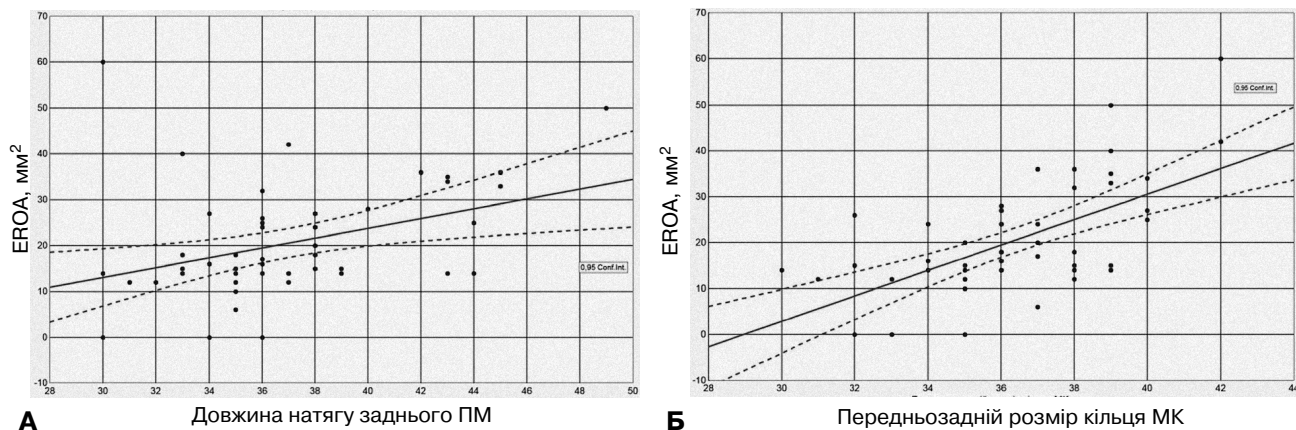 70
60
50
40
30
20
10
0
-10
EROA, мм²
0,95 Conf.Int.
28 30 32 34 36 38 40 42 44 46 48 50
А Довжина натягу заднього ПМ
70
60
50
40
30
20
10
0
-10
EROA, мм²
0,95 Conf.Int.
28 30 32 34 36 38 40 42 44
Б Передньозадній розмір кільця МК